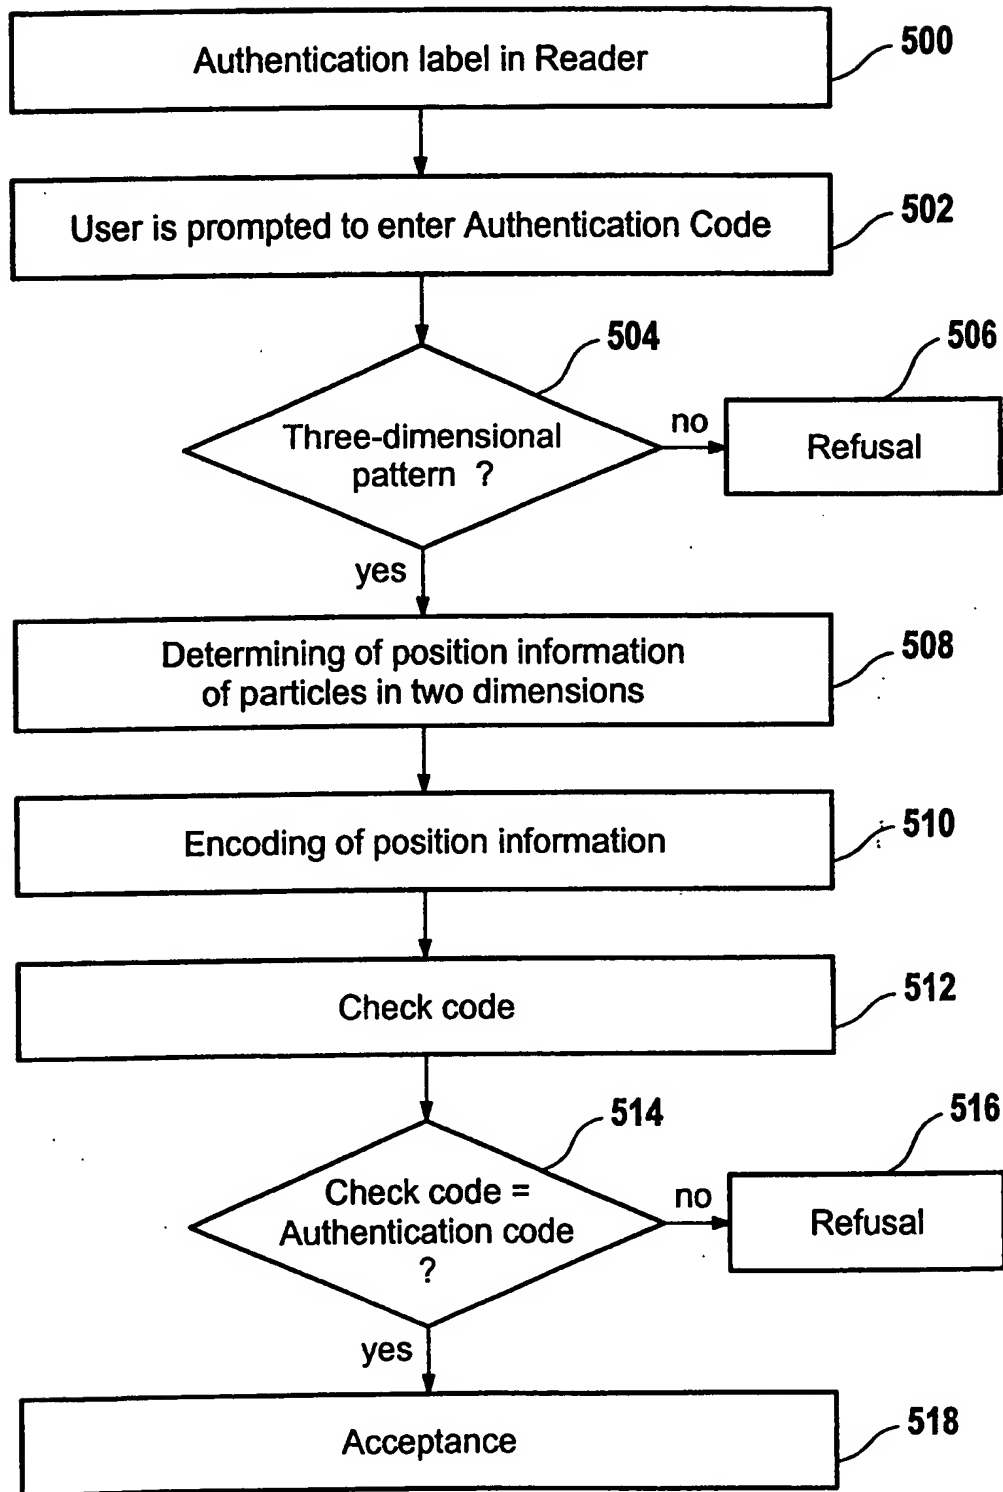 Authentication label in Reader
500
User is prompted to enter Authentication Code
502
504
506
Three-dimensional
pattern ?
no
Refusal
yes
Determining of position information
of particles in two dimensions
508
Encoding of position information
510
Check code
512
514
516
Check code =
Authentication code
?
no
Refusal
yes
Acceptance
518